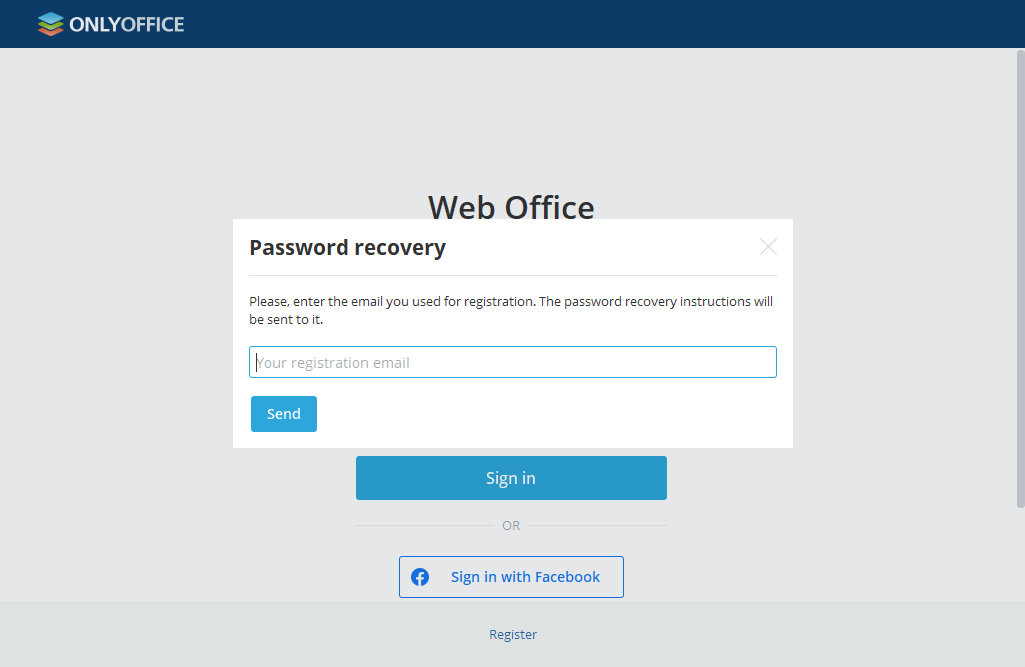 ONLYOFFICE
Web Office
Password recovery
Please, enter the email you used for registration. The password recovery instructions will
be sent to it.
Your registration email
Send
Sign in
OR
Sign in with Facebook
Register